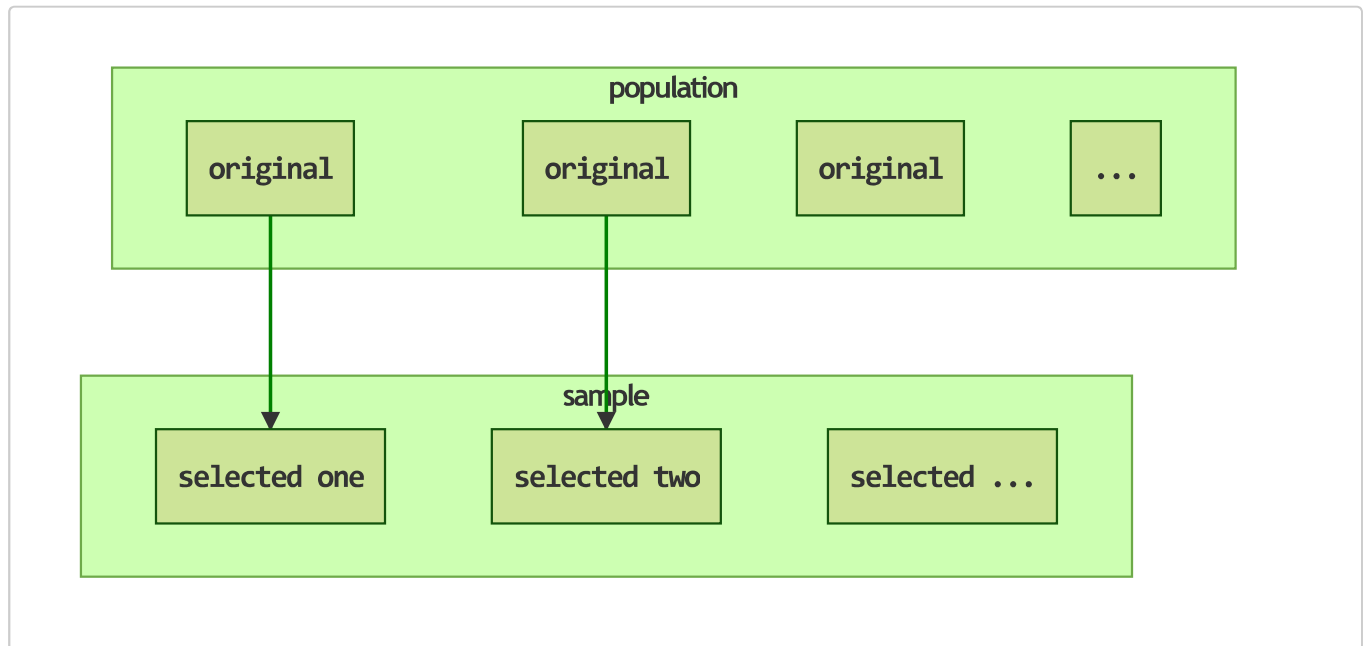 population
original
original
original
...
sample
selected one
selected two
selected ...